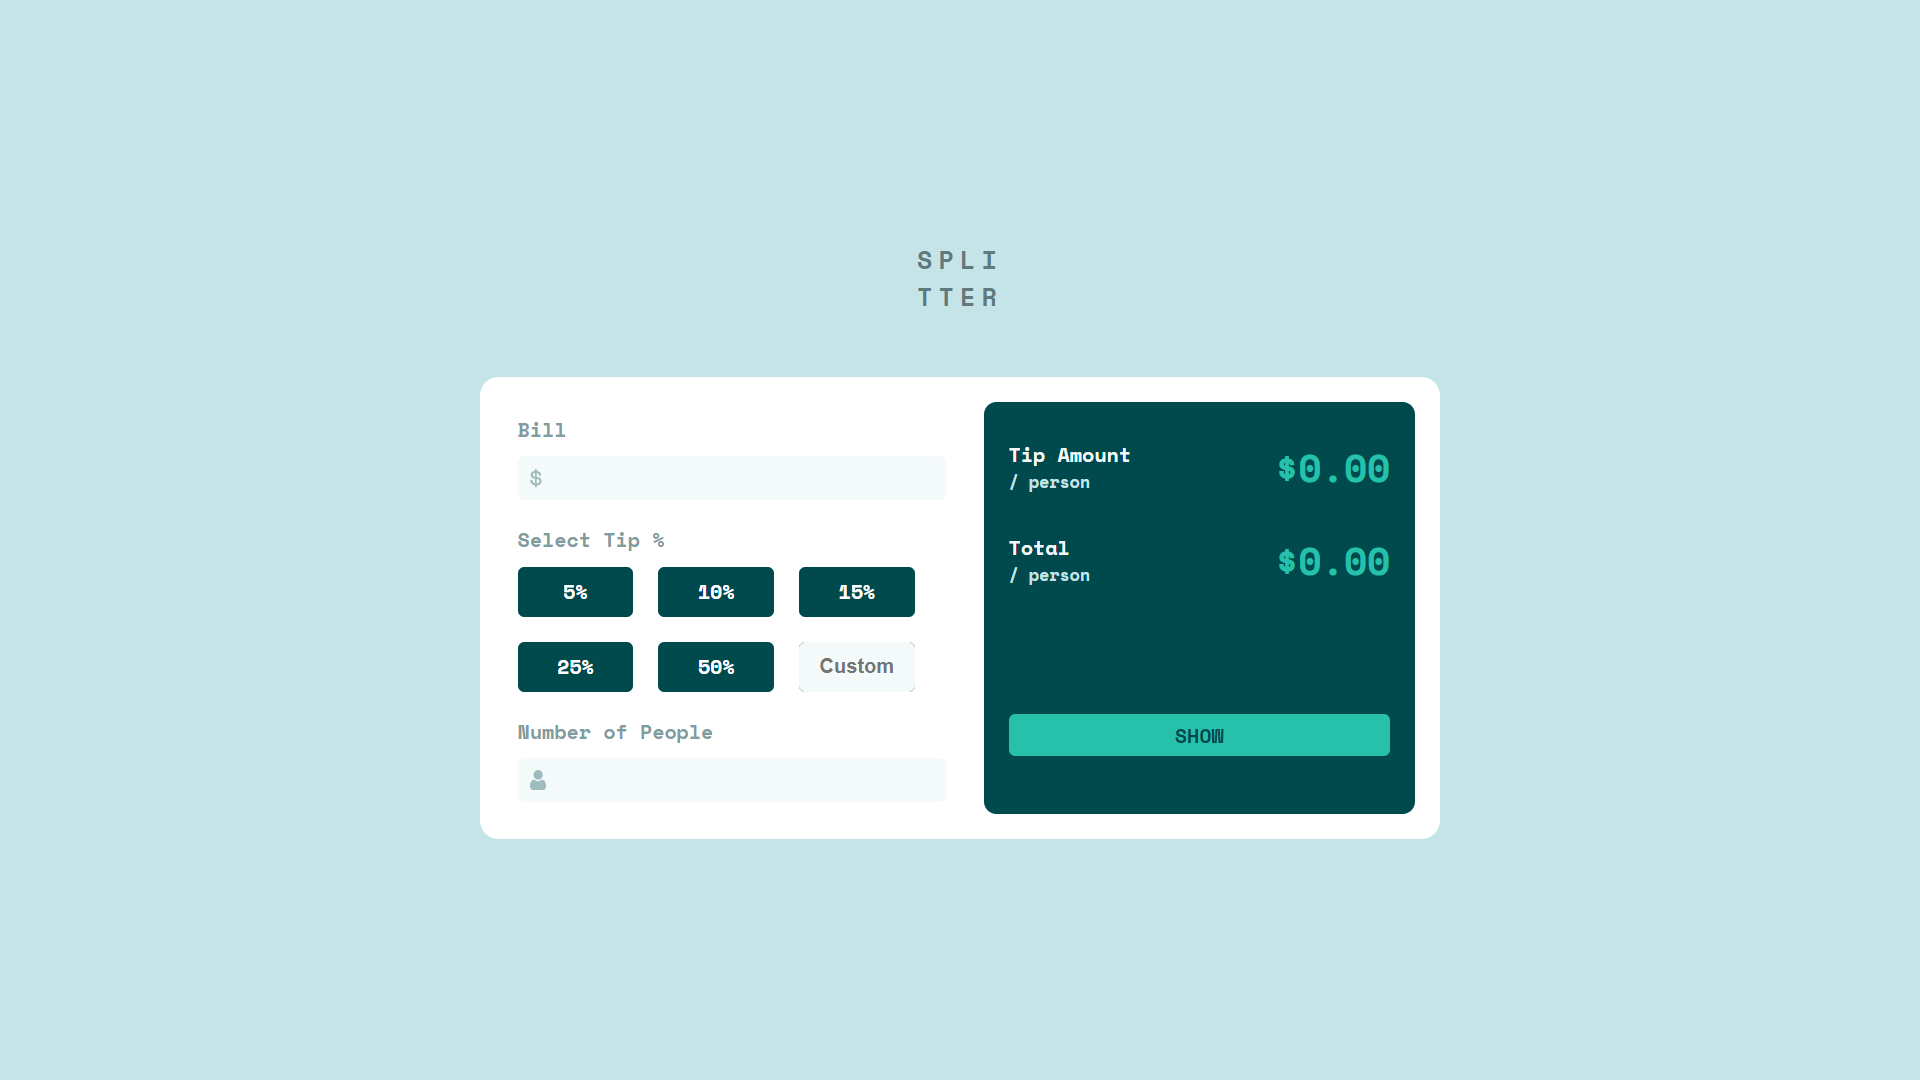 SPLI
TTER
Bill
$
Select Tip %
5%
10%
15%
25%
50%
Custom
Number of People
Tip Amount
/ person
$0.00
Total
/ person
$0.00
SHOW